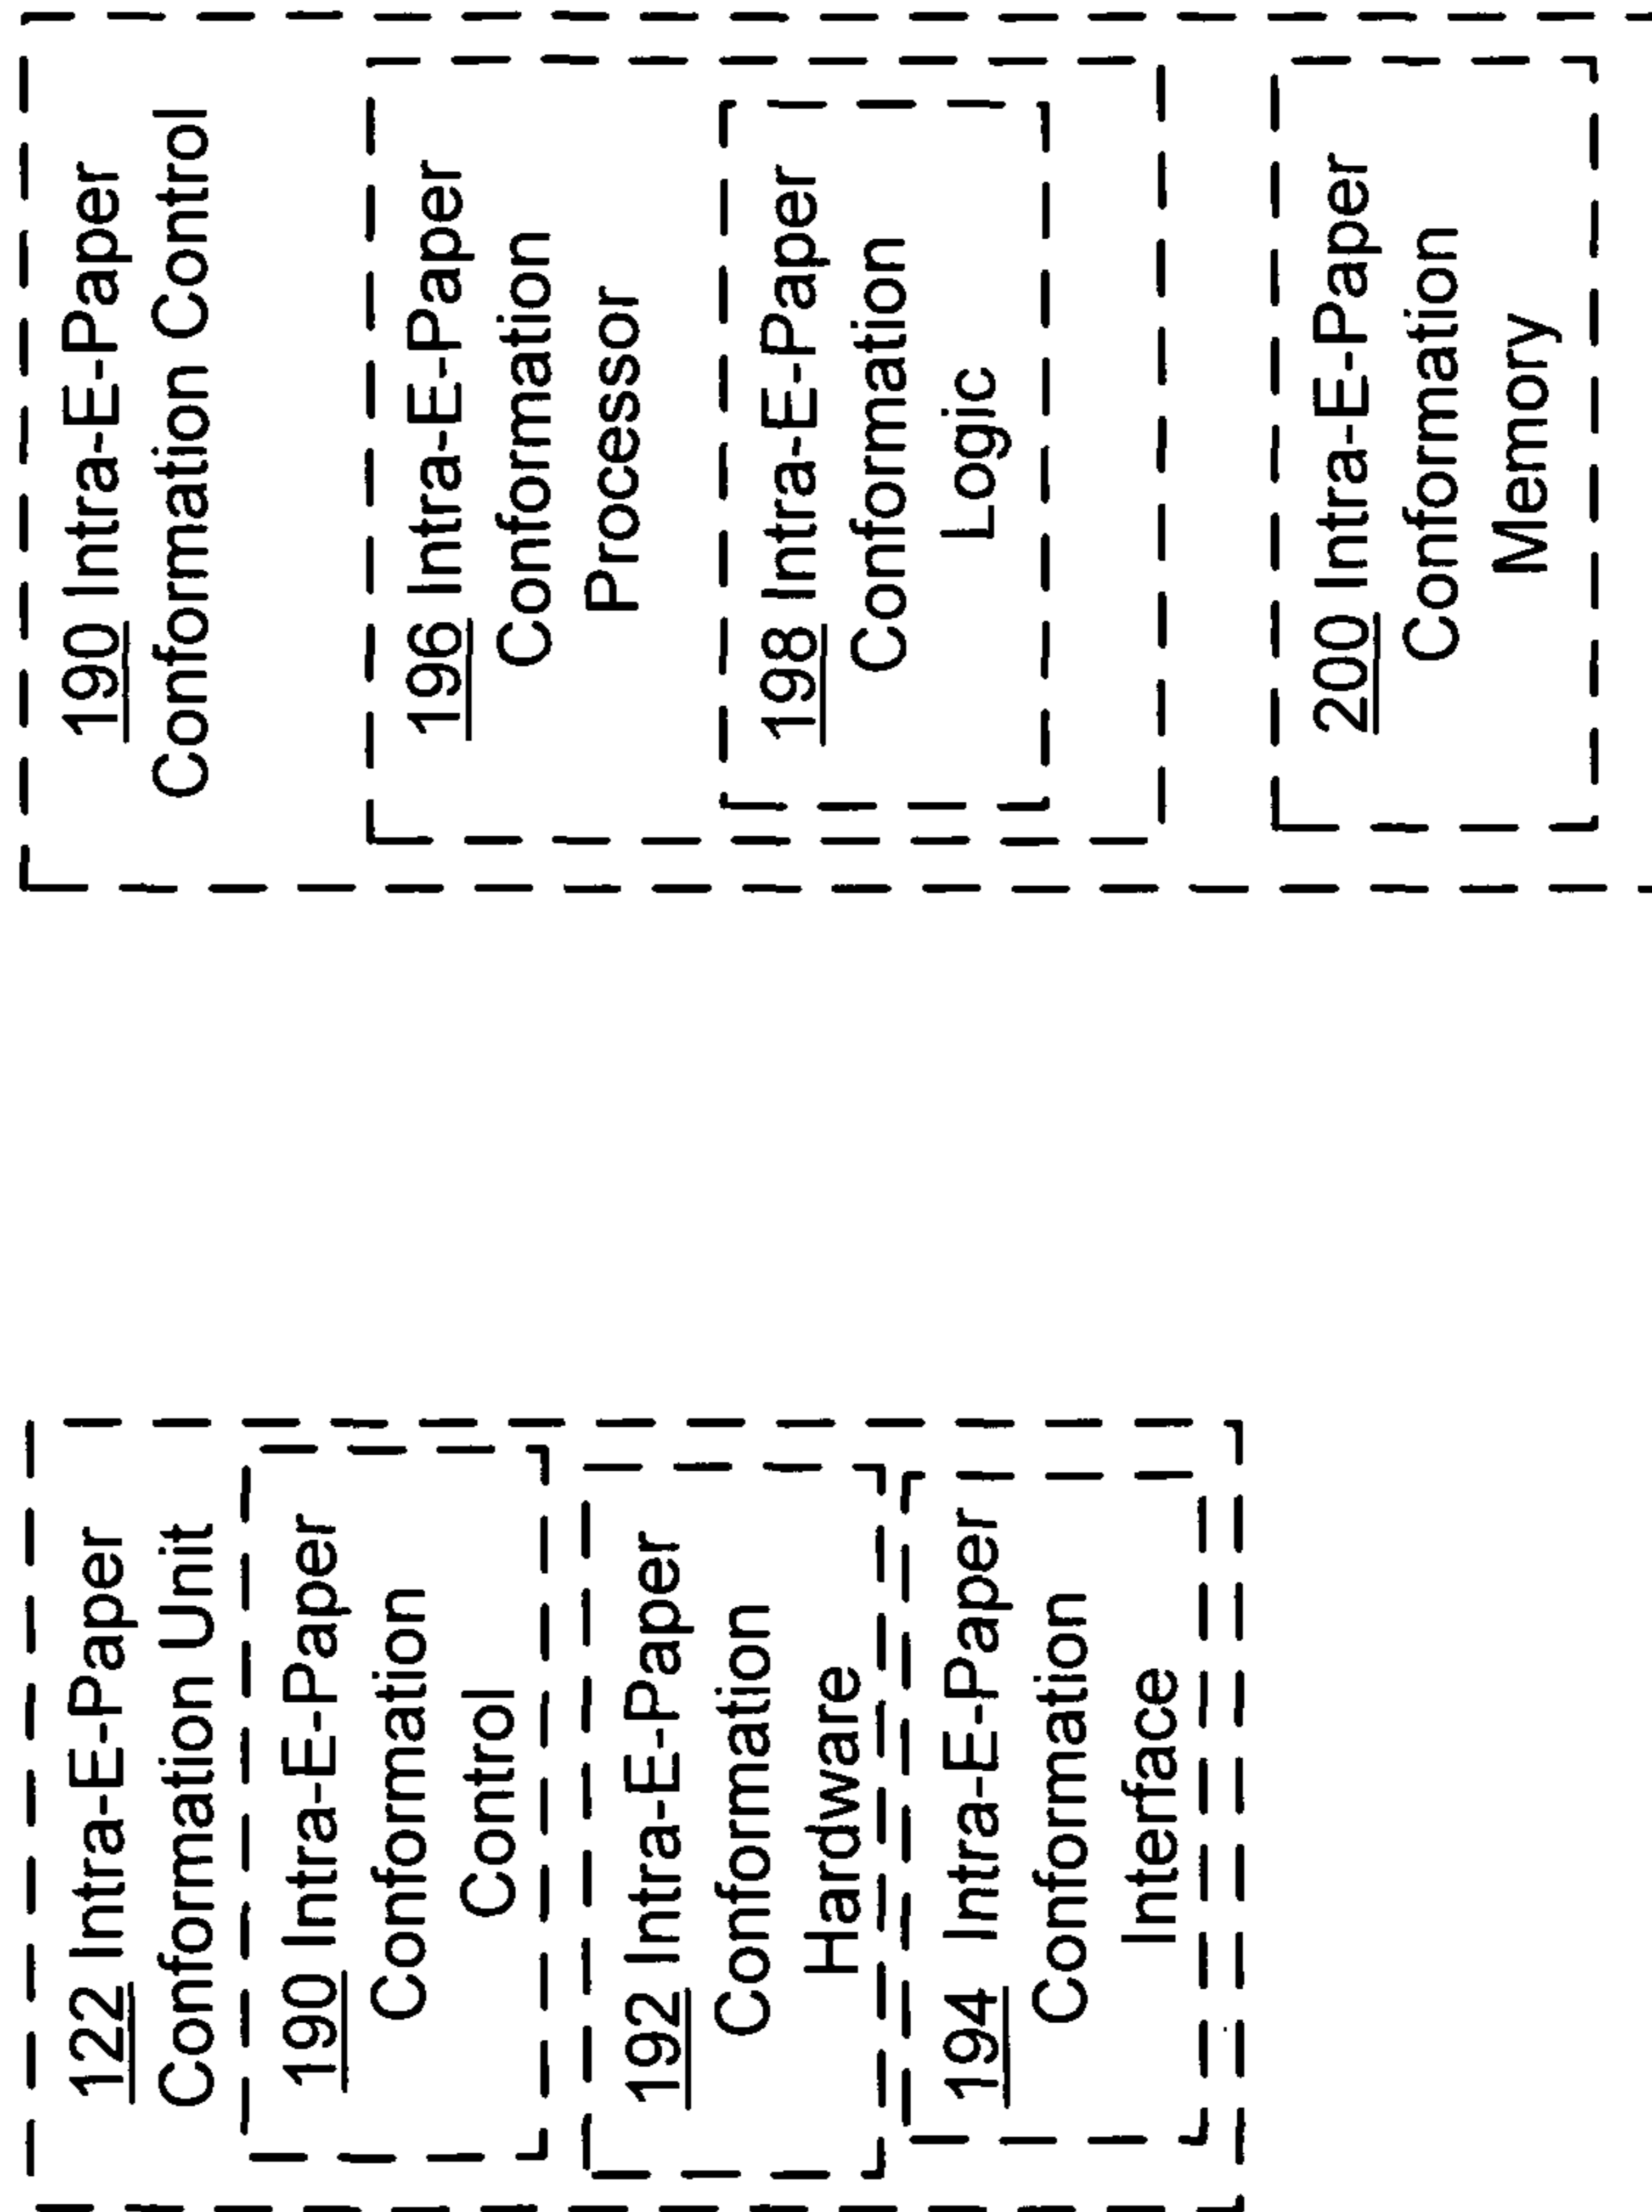 122 Intra-E-Paper
Conformation Unit
190 Intra-E-Paper
Conformation
Control
192 Intra-E-Paper
Conformation
Hardware
194 Intra-E-Paper
Conformation
Interface
190 Intra-E-Paper
Conformation Control
196 Intra-E-Paper
Conformation
Processor
198 Intra-E-Paper
Conformation
Logic
200 Intra-E-Paper
Conformation
Memory